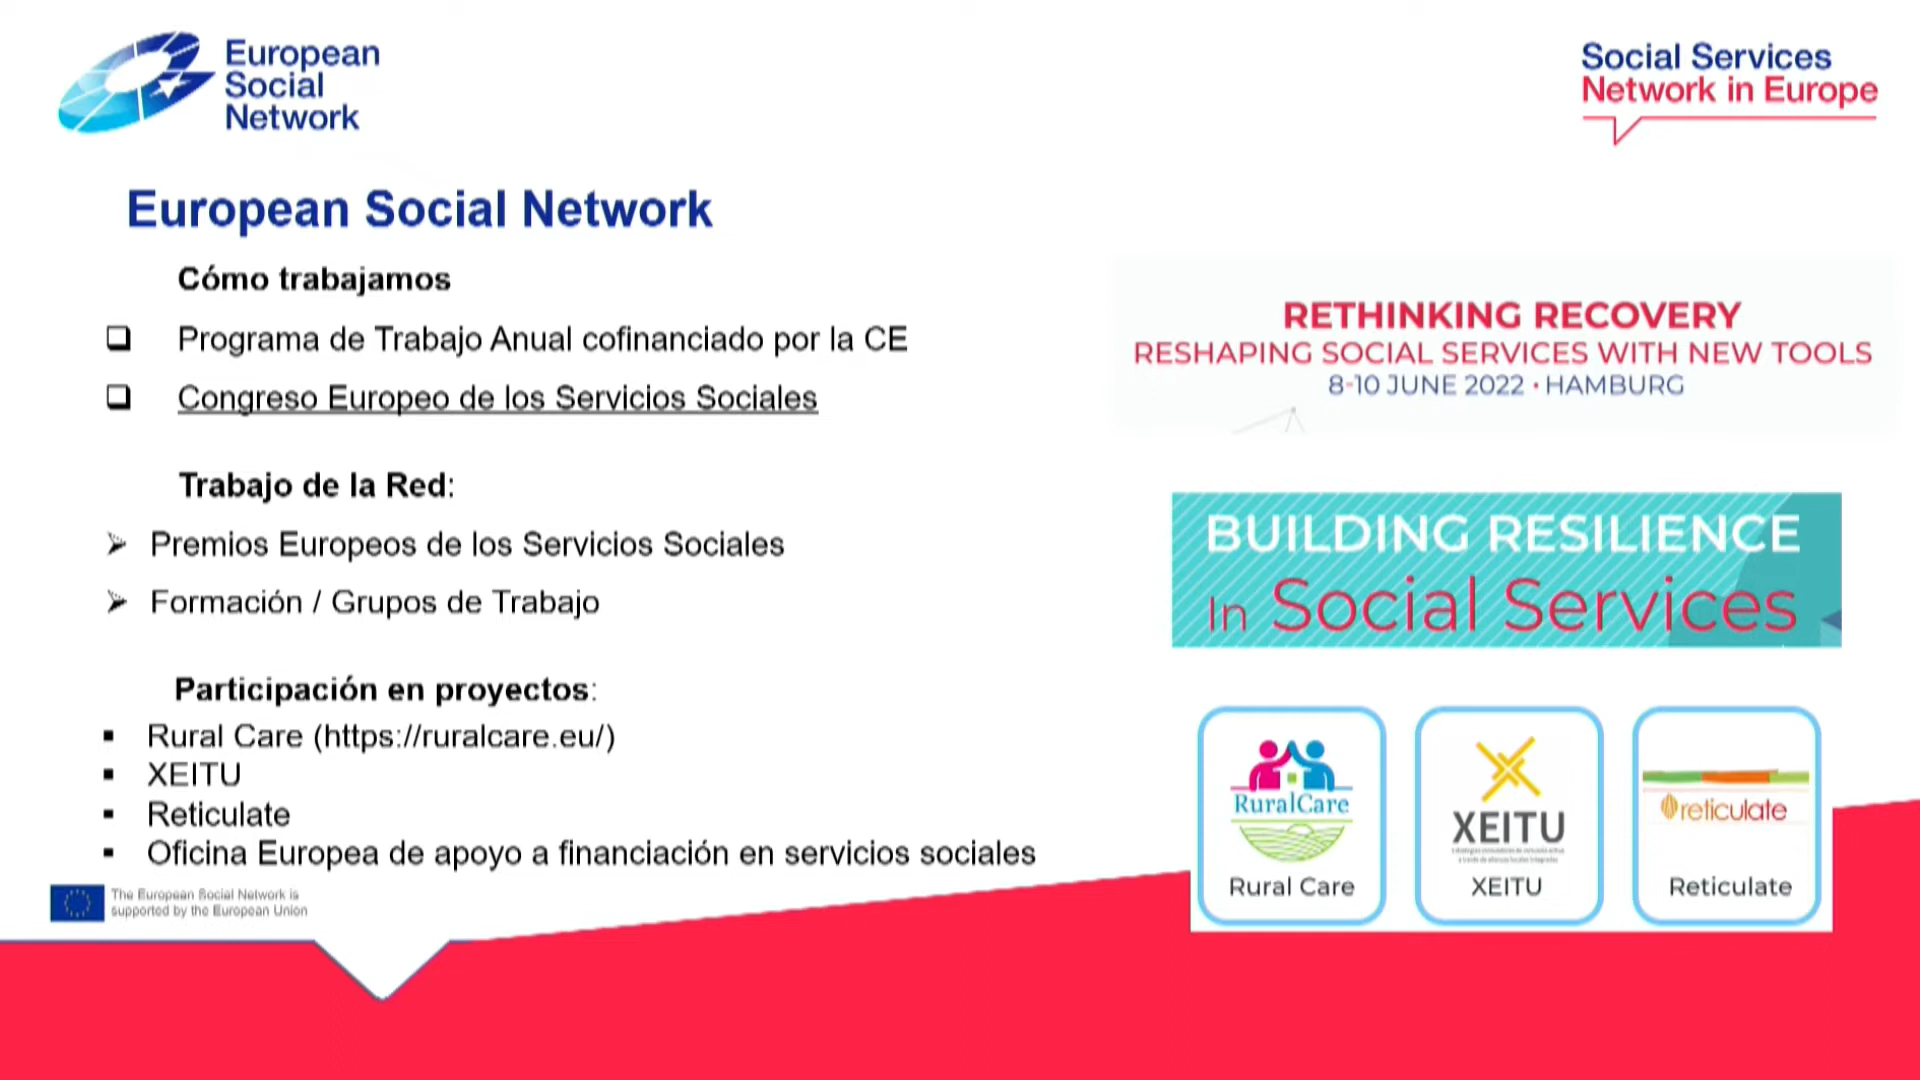 European
Social
Network
Social Services
Network in Europe
European Social Network
Cómo trabajamos
❑ Programa de Trabajo Anual cofinanciado por la CE
❑ Congreso Europeo de los Servicios Sociales
Trabajo de la Red:
➢ Premios Europeos de los Servicios Sociales
➢ Formación / Grupos de Trabajo
Participación en proyectos:
▪ Rural Care (https://ruralcare.eu/)
▪ XEITU
▪ Reticulate
▪ Oficina Europea de apoyo a financiación en servicios sociales
The European Social Network is
supported by the European Union
RETHINKING RECOVERY
RESHAPING SOCIAL SERVICES WITH NEW TOOLS
8-10 JUNE 2022 • HAMBURG
BUILDING RESILIENCE
In Social Services
RuralCare
Rural Care
XEITU
XEITU
reticulate
Reticulate